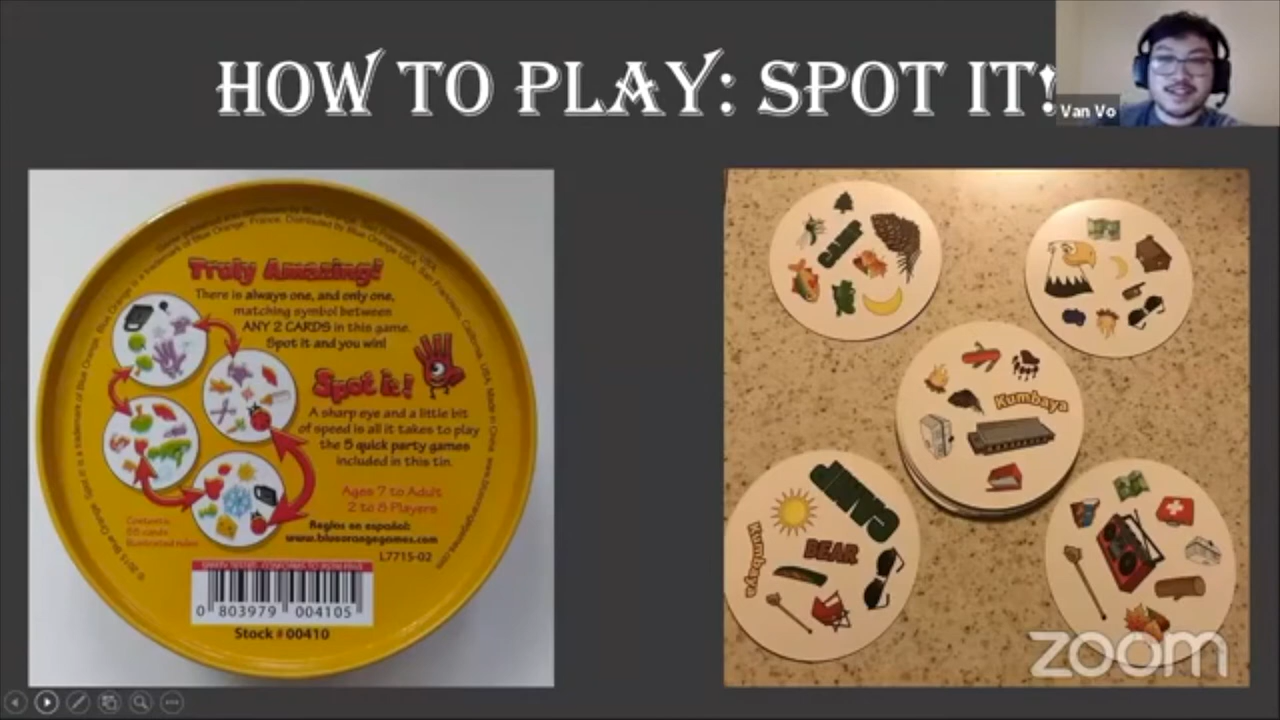 HOW TO PLAY: SPOT IT!
Van Vo
Truly Amazing!
There is always one, and only one,
matching symbol between
ANY 2 CARDS in this game.
Spot it and you win!
Spot it!
A sharp eye and a little bit
of speed is all it takes to play
the 5 quick party games
included in this tin.
Ages 7 to Adult
2 to 8 Players
Contents:
55 cards
Illustrated rules
Reglas en español:
www.blueorangegames.com
L7715-02
0 803979 004105
Stock # 00410
Kumbaya
CAMP
BEAR
Kumbaya
zoom